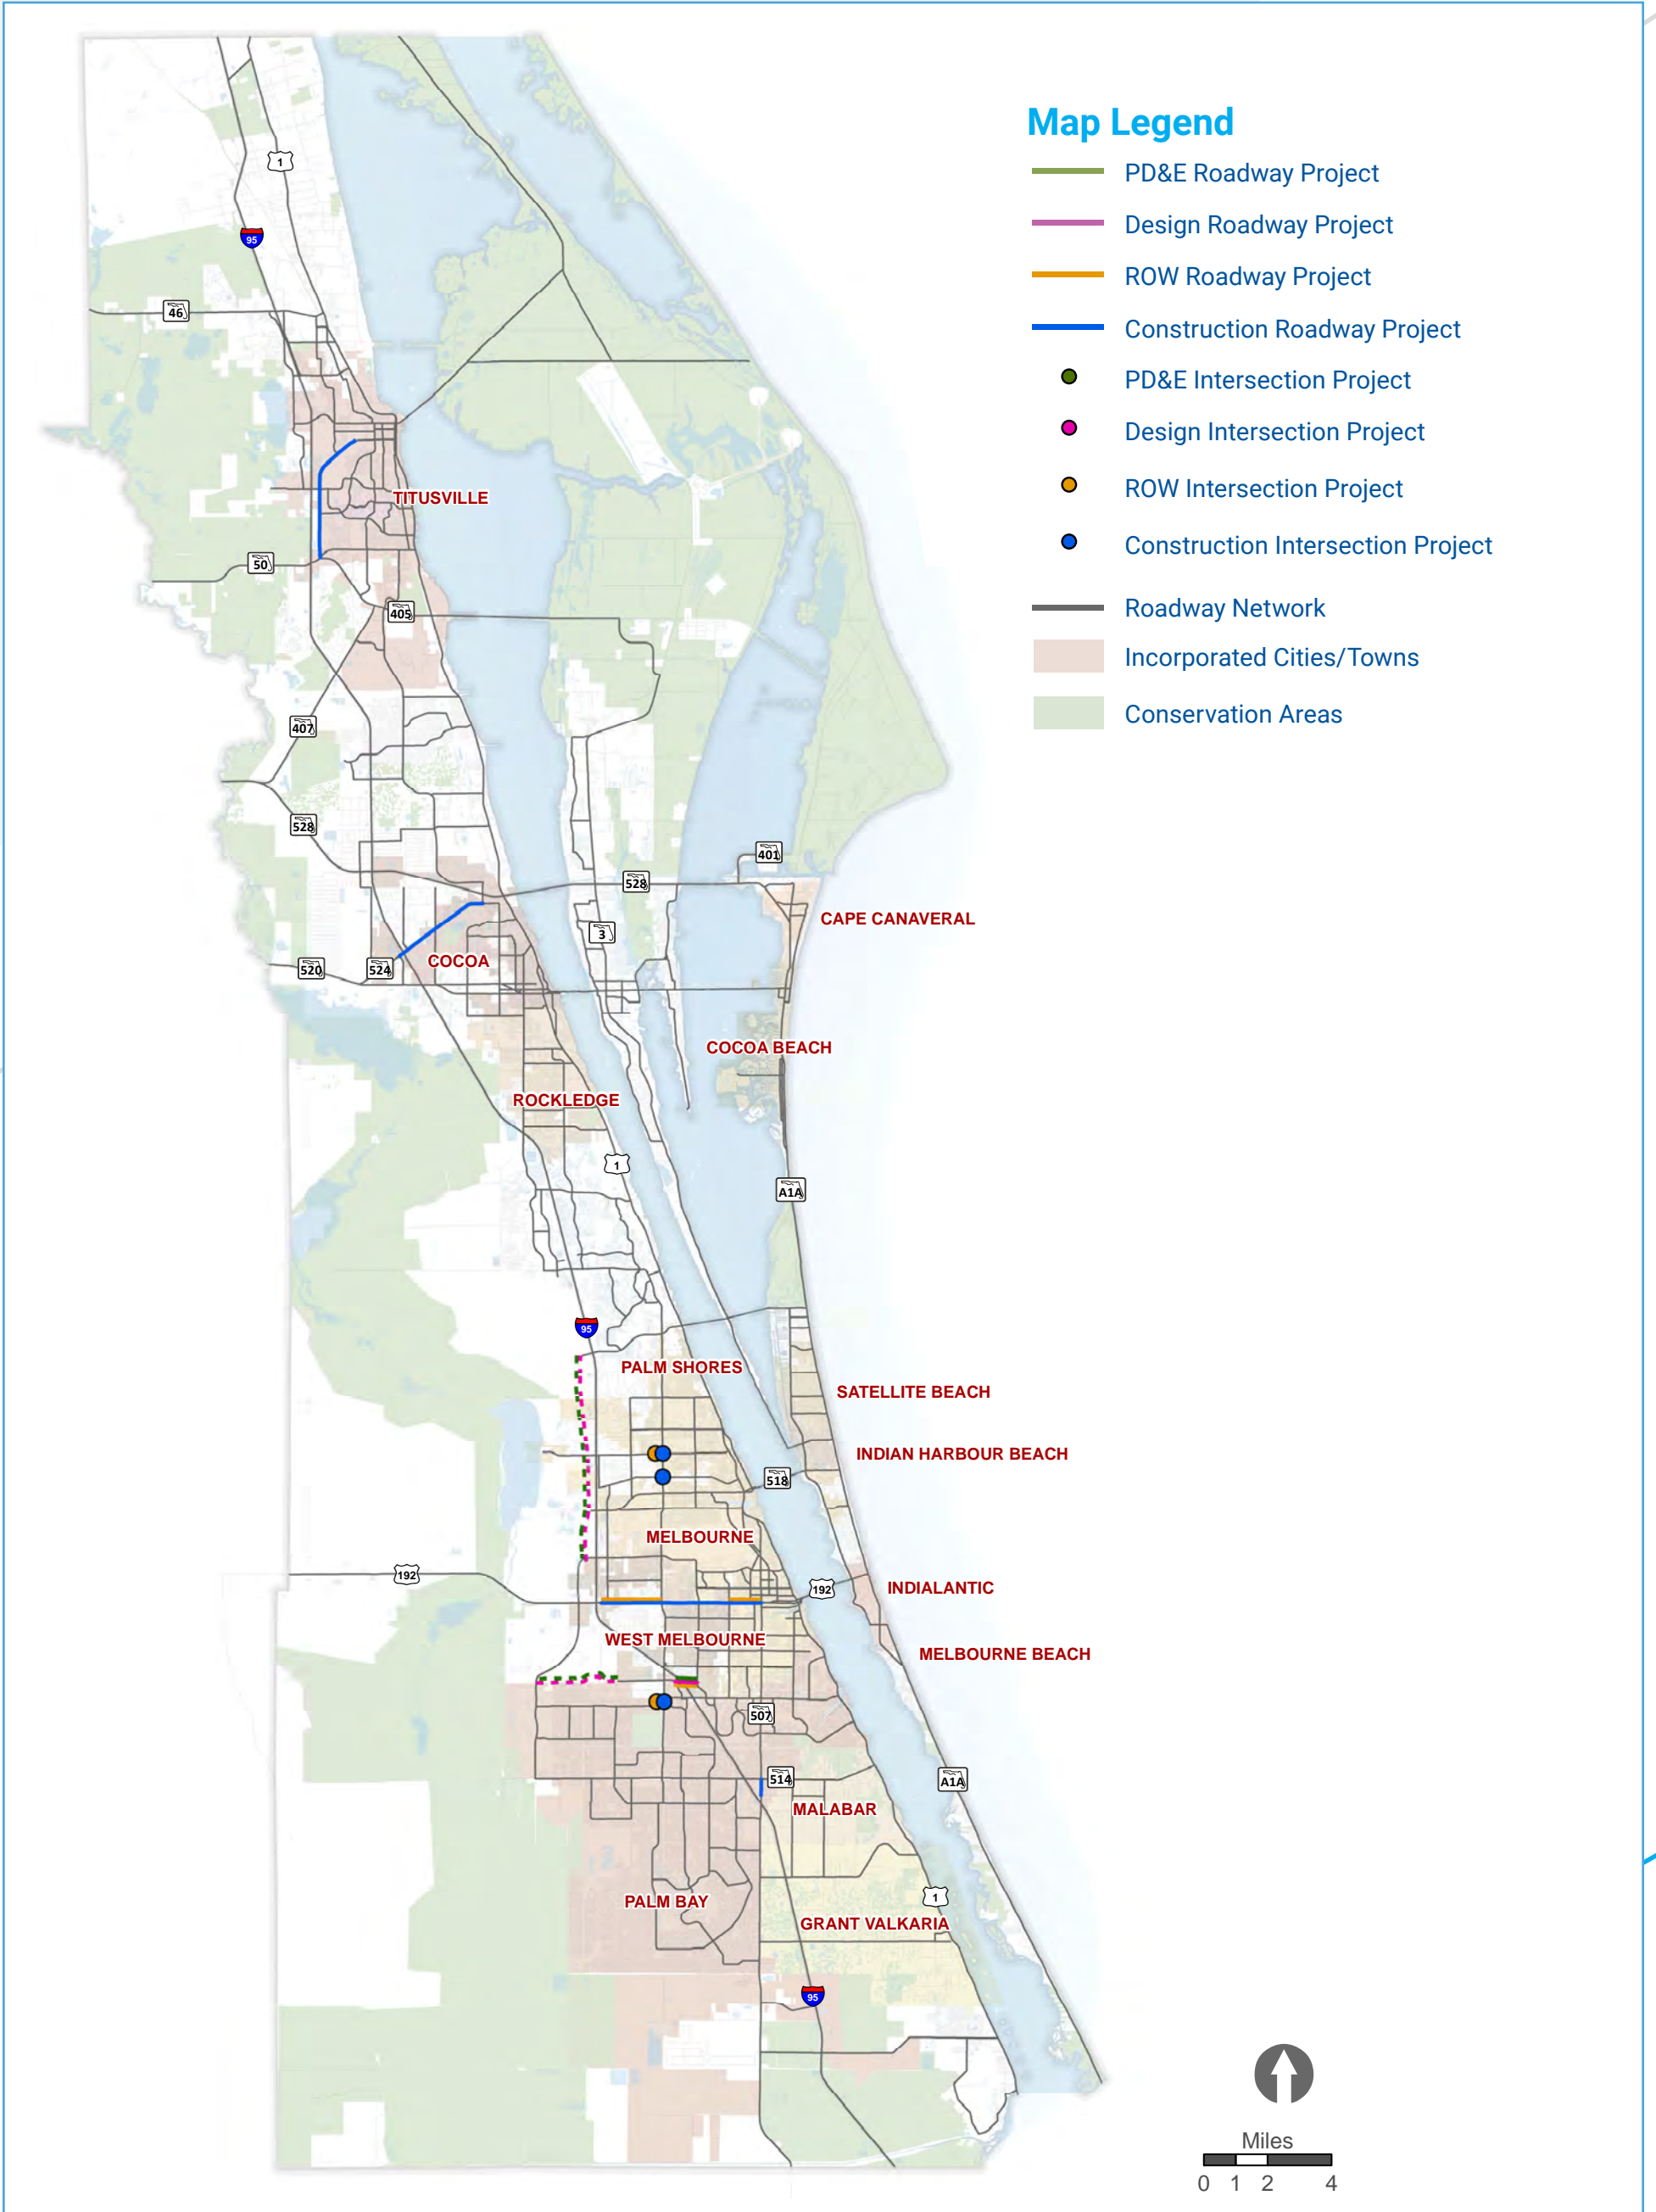 Map Legend
PD&E Roadway Project
Design Roadway Project
ROW Roadway Project
Construction Roadway Project
PD&E Intersection Project
Design Intersection Project
ROW Intersection Project
Construction Intersection Project
Roadway Network
Incorporated Cities/Towns
Conservation Areas
1
95
46
TITUSVILLE
50
405
407
528
401
528
CAPE CANAVERAL
3
520
524
COCOA
COCOA BEACH
ROCKLEDGE
1
A1A
95
PALM SHORES
SATELLITE BEACH
INDIAN HARBOUR BEACH
518
MELBOURNE
192
192
INDIALANTIC
WEST MELBOURNE
MELBOURNE BEACH
507
514
A1A
MALABAR
PALM BAY
1
GRANT VALKARIA
95
Miles
0 1 2 4